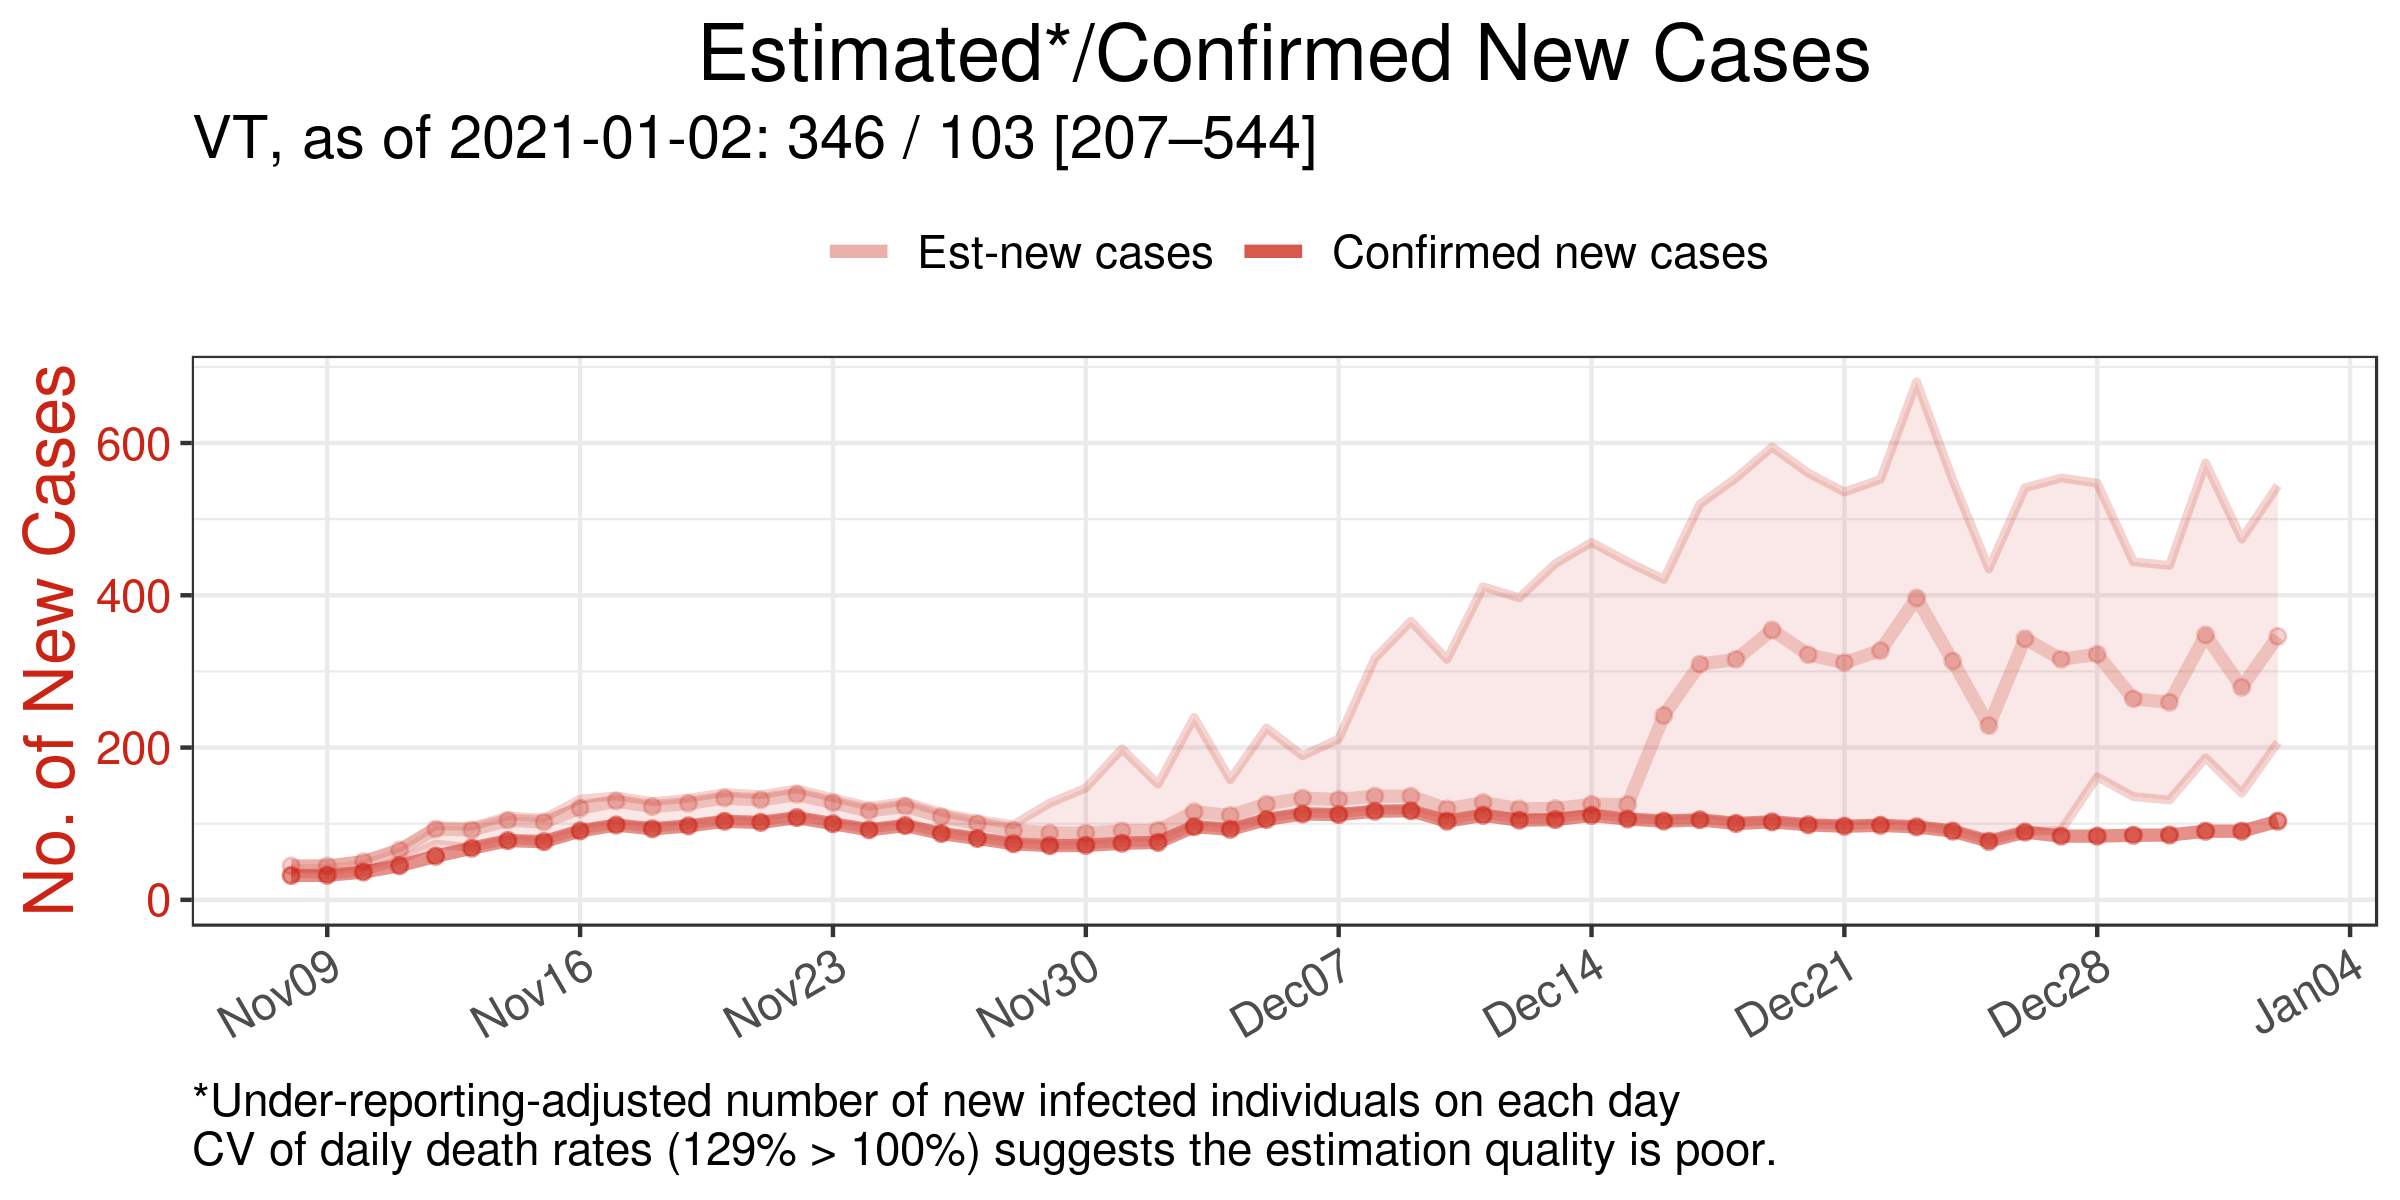 Estimated*/Confirmed New Cases
VT, as of 2021-01-02: 346 / 103 [207–544]
Est-new cases
Confirmed new cases
No. of New Cases
600
400
200
0
Nov09
Nov16
Nov23
Nov30
Dec07
Dec14
Dec21
Dec28
Jan04
*Under-reporting-adjusted number of new infected individuals on each day
CV of daily death rates (129% > 100%) suggests the estimation quality is poor.